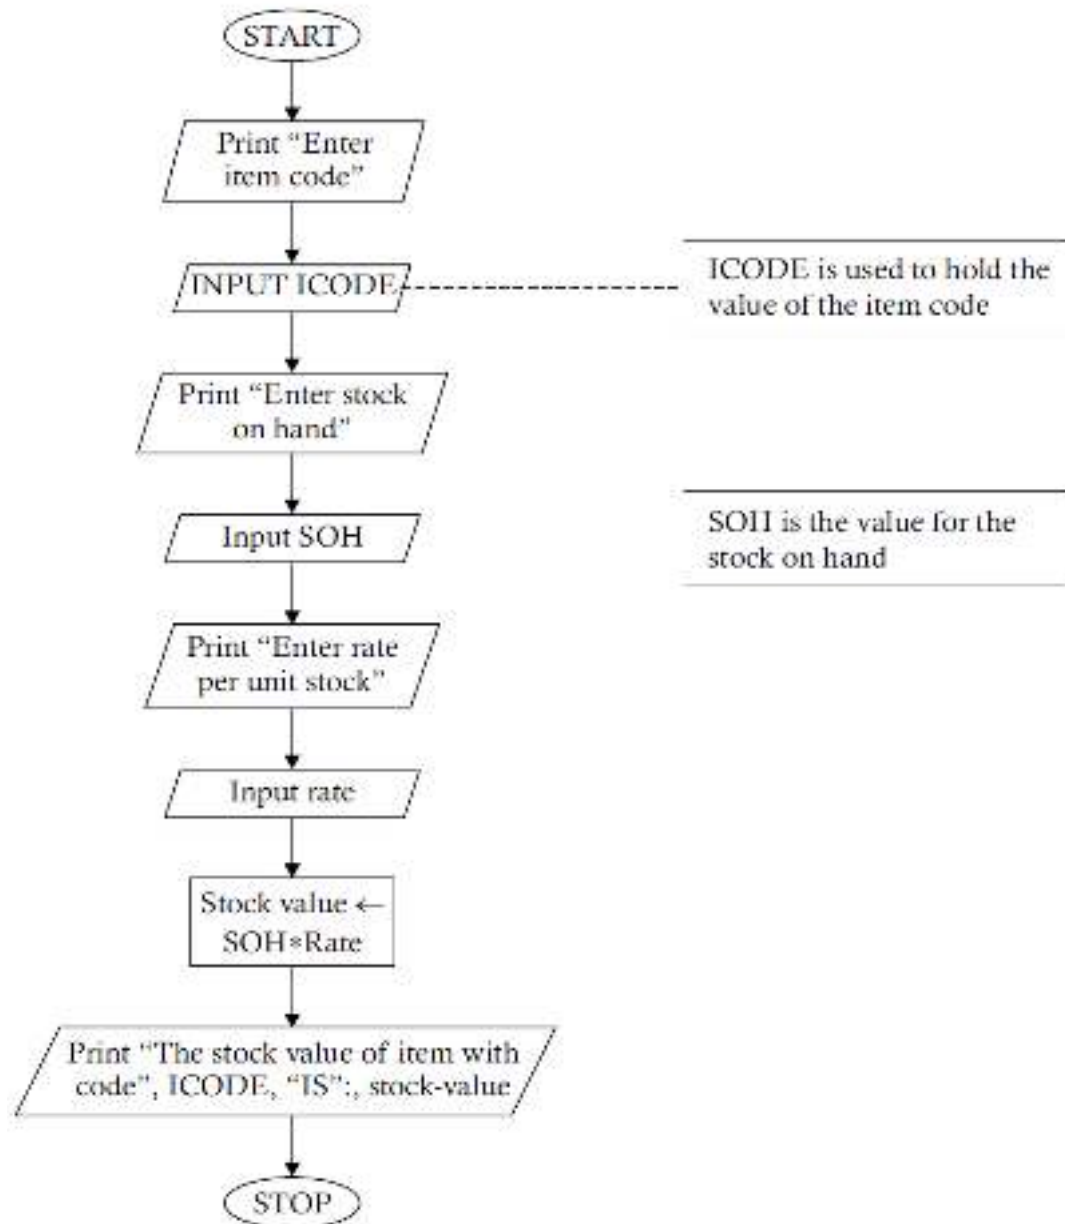 START
Print “Enter
item code”
INPUT ICODE
ICODE is used to hold the
value of the item code
Print “Enter stock
on hand”
Input SOH
SOH is the value for the
stock on hand
Print “Enter rate
per unit stock”
Input rate
Stock value ←
SOH*Rate
Print “The stock value of item with
code”, ICODE, “IS”:, stock-value
STOP